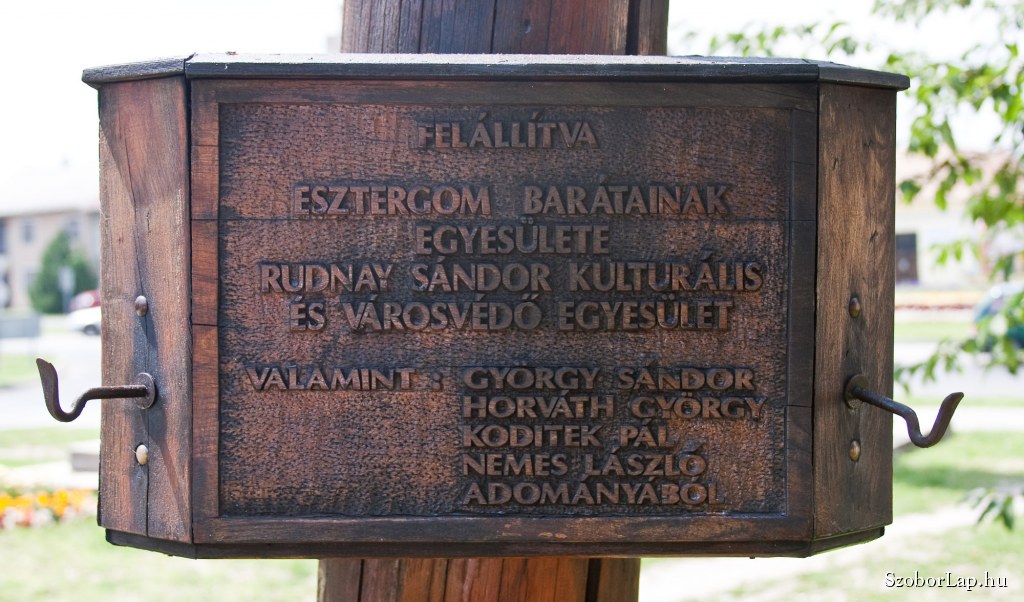 FELÁLLÍTVA
ESZTERGOM BARÁTAINAK
EGYESÜLETE
RUDNAY SÁNDOR KULTURÁLIS
ÉS VÁROSVÉDŐ EGYESÜLET
VALAMINT : GYÖRGY SÁNDOR
HORVÁTH GYÖRGY
KODITEK PÁL
NEMES LÁSZLÓ
ADOMÁNYÁBÓL
SzoborLap.hu